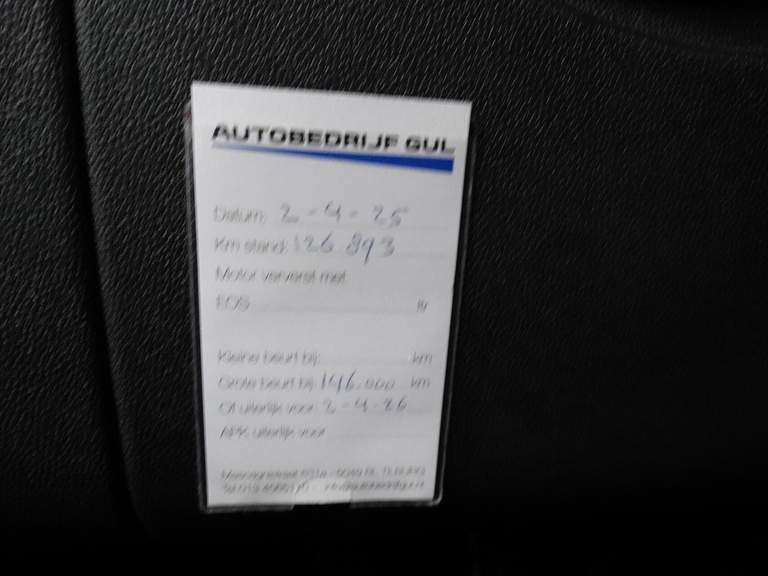 AUTOBEDRIJF GUL
Datum: 2-4-25
Km stand: 126 893
Motor ververst met
EOS ltr
Kleine beurt bij: km
Grote beurt bij: 146.000 km
Of uiterlijk voor: 2-4-26
APK uiterlijk voor
TILBURG